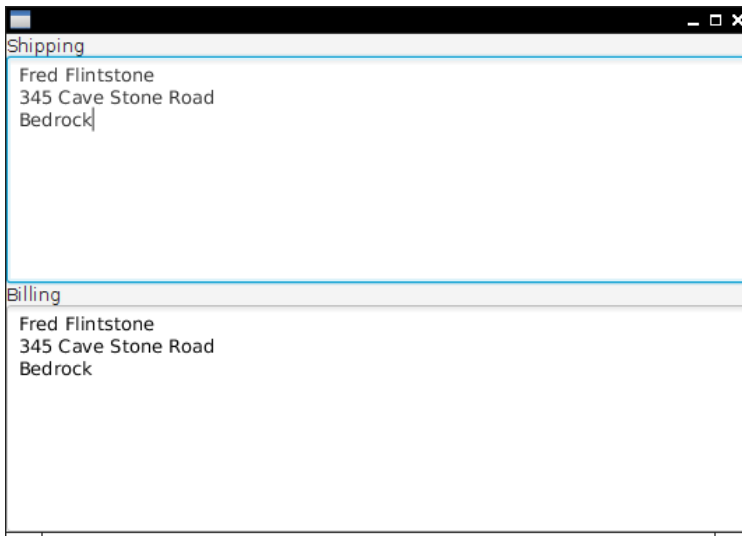 Shipping
Fred Flintstone
345 Cave Stone Road
Bedrock
Billing
Fred Flintstone
345 Cave Stone Road
Bedrock